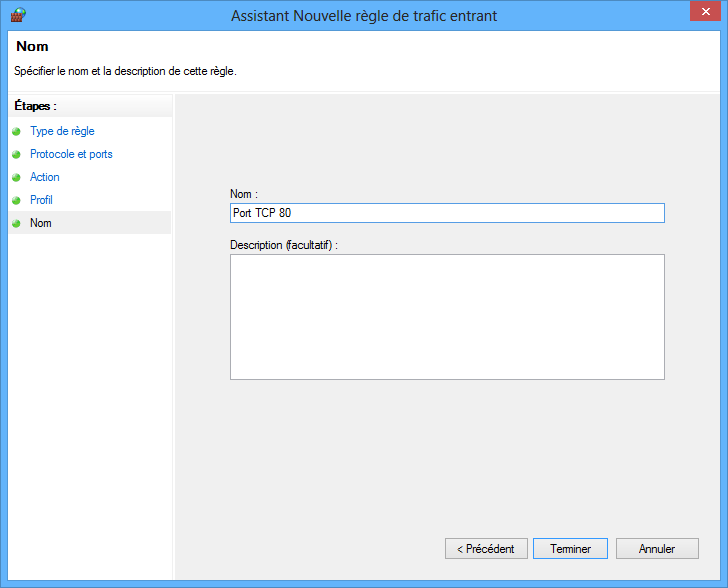 Assistant Nouvelle règle de trafic entrant
Nom
Spécifier le nom et la description de cette règle.
Étapes :
Type de règle
Protocole et ports
Action
Profil
Nom
Nom :
Port TCP 80
Description (facultatif) :
< Précédent
Terminer
Annuler